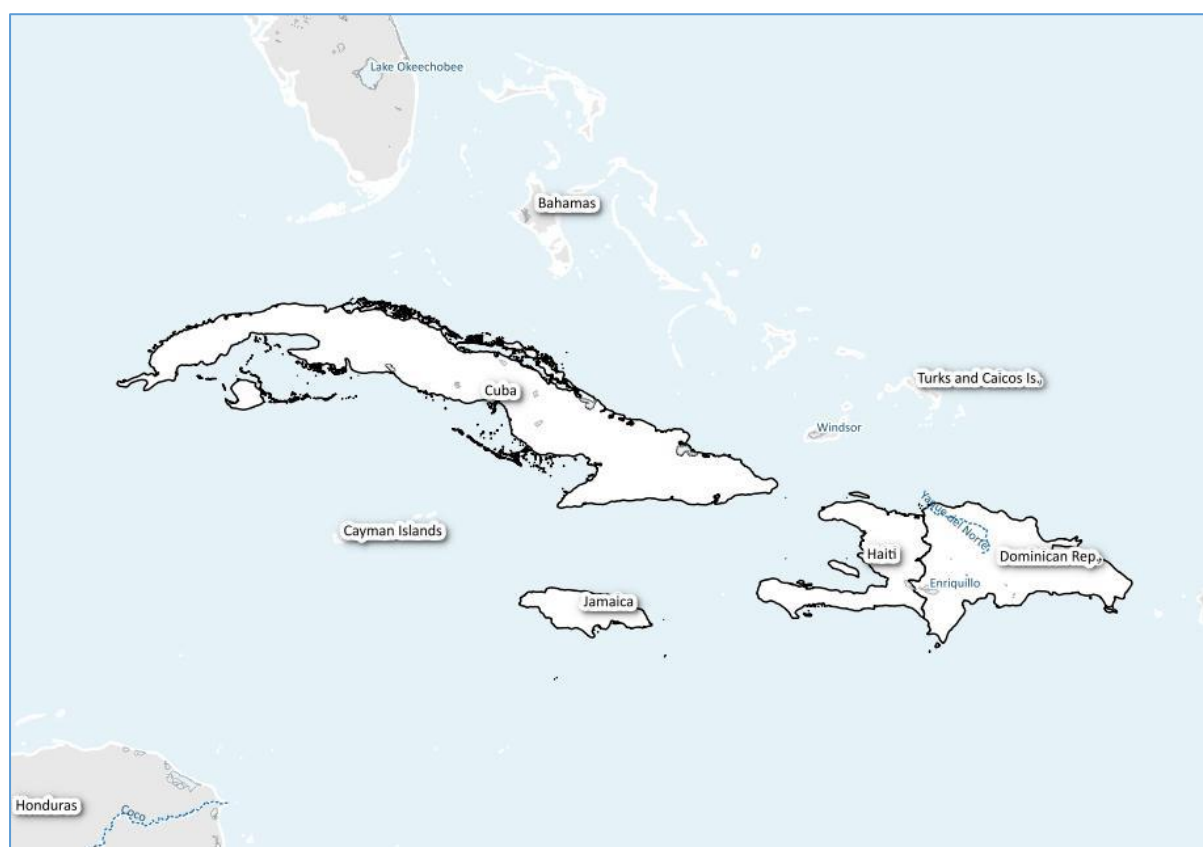 Lake Okeechobee
Bahamas
Turks and Caicos Is.,
Cuba
Windsor
Cayman Islands
Yaque del Norte
Haiti
Dominican Rep.,
Enriquillo
Jamaica
Honduras
Coco